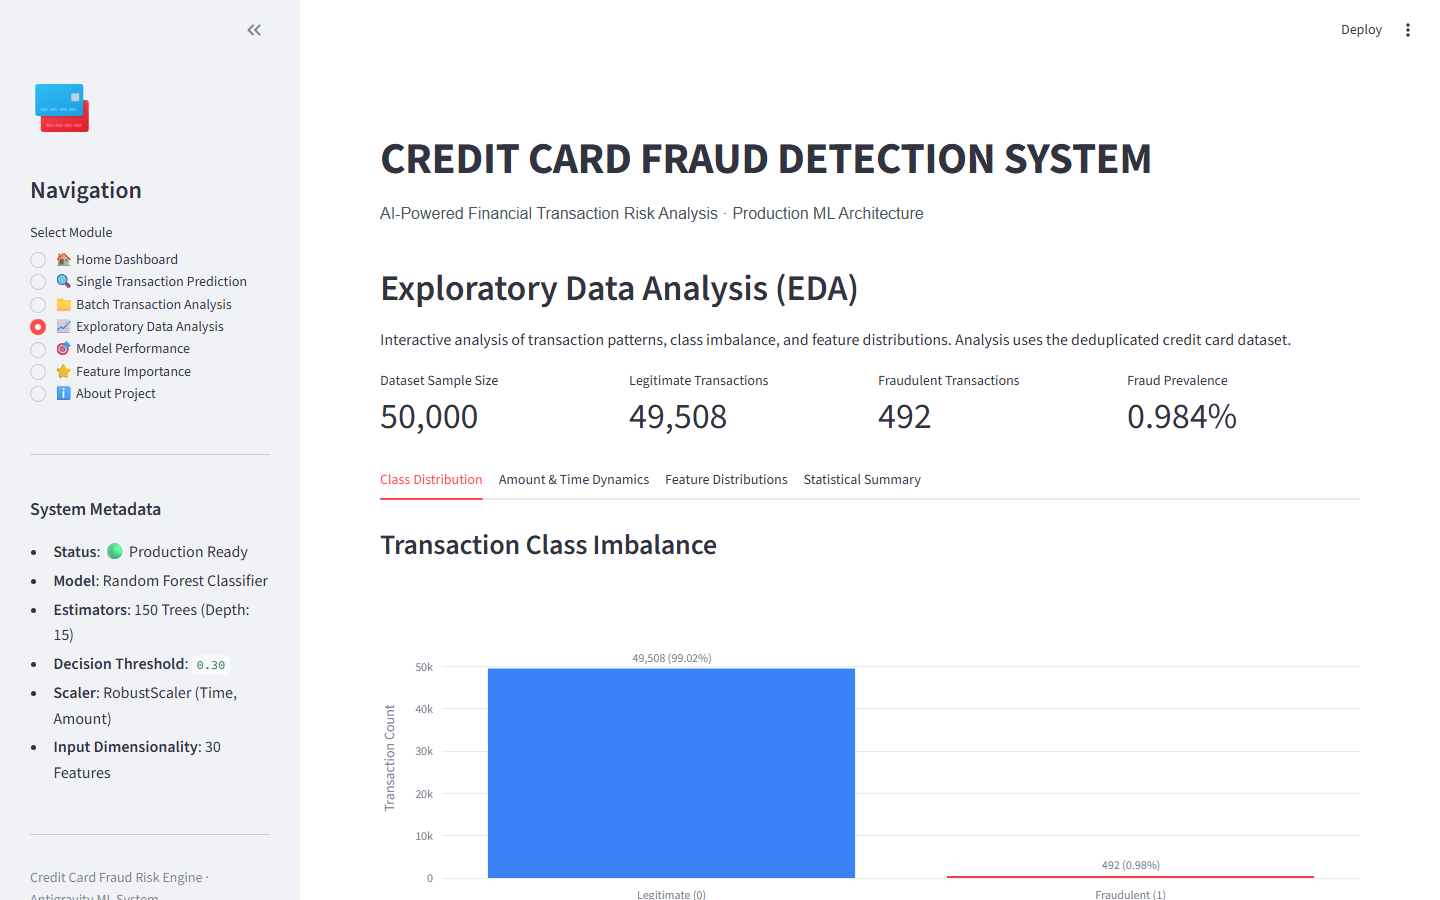 Deploy
Navigation
Select Module
Home Dashboard
Single Transaction Prediction
Batch Transaction Analysis
Exploratory Data Analysis
Model Performance
Feature Importance
About Project
System Metadata
Status: Production Ready
Model: Random Forest Classifier
Estimators: 150 Trees (Depth:
15)
Decision Threshold: 0.30
Scaler: RobustScaler (Time,
Amount)
Input Dimensionality: 30
Features
Credit Card Fraud Risk Engine ·
Antigravity ML System
CREDIT CARD FRAUD DETECTION SYSTEM
AI-Powered Financial Transaction Risk Analysis · Production ML Architecture
Exploratory Data Analysis (EDA)
Interactive analysis of transaction patterns, class imbalance, and feature distributions. Analysis uses the deduplicated credit card dataset.
Dataset Sample Size
50,000
Legitimate Transactions
49,508
Fraudulent Transactions
492
Fraud Prevalence
0.984%
Class Distribution Amount & Time Dynamics Feature Distributions Statistical Summary
Transaction Class Imbalance
Transaction Count
50k
40k
30k
20k
10k
0
49,508 (99.02%)
492 (0.98%)
Legitimate (0)
Fraudulent (1)